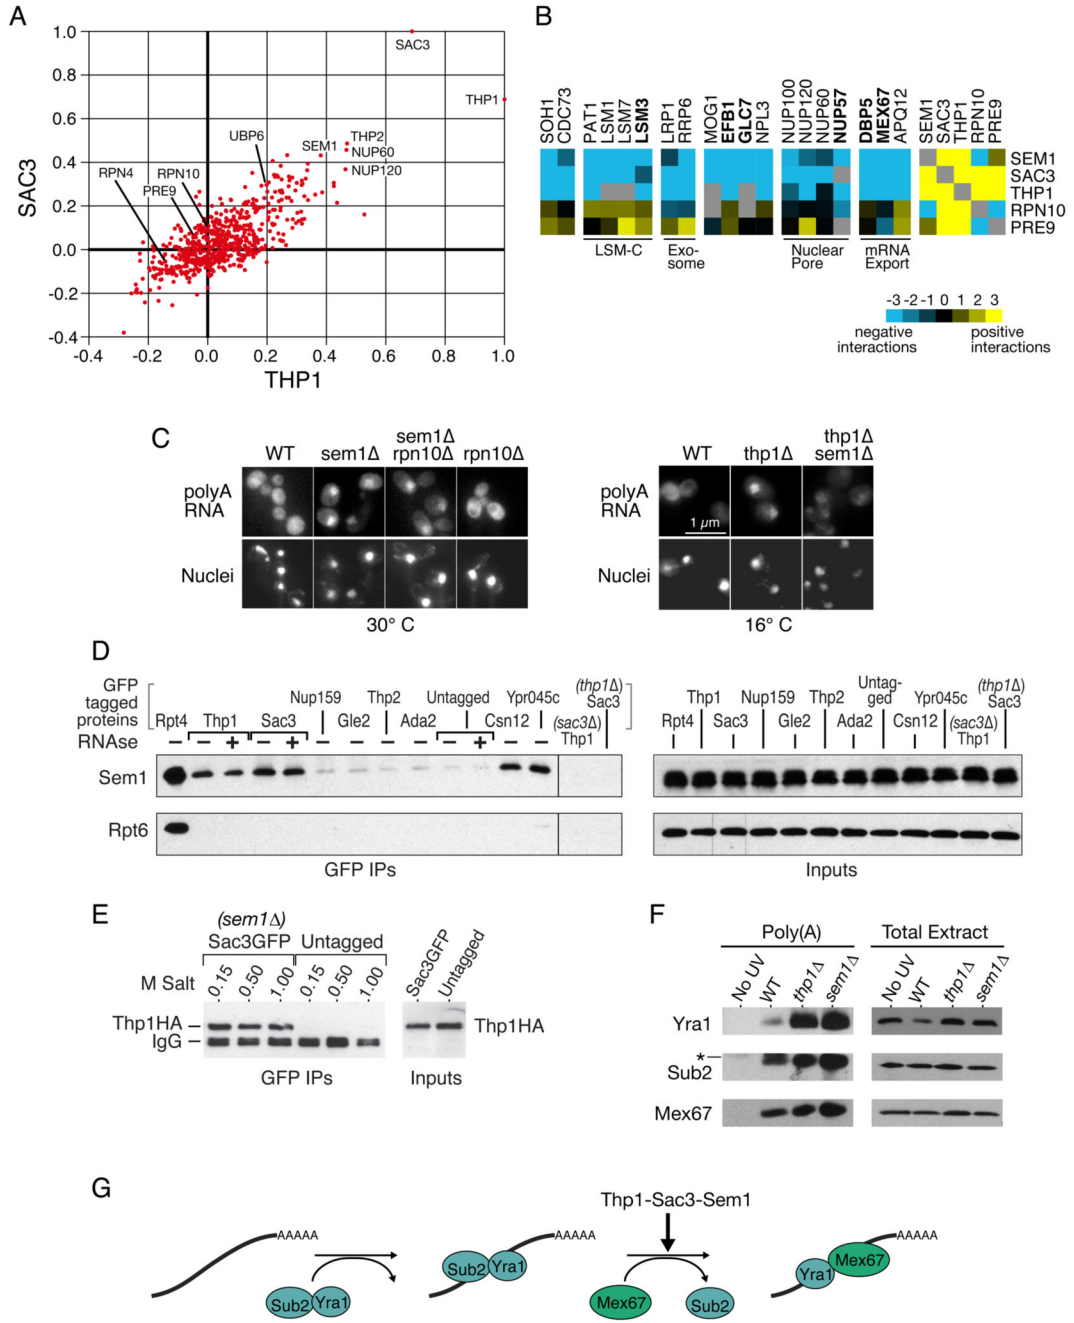 A
1.0
0.8
0.6
0.4
0.2
0.0
-0.2
-0.4
SAC3
SAC3
THP1
UBP6
SEM1
THP2
NUP60
NUP120
RPN4
RPN10
PRE9
-0.4 -0.2 0.0 0.2 0.4 0.6 0.8 1.0
THP1
B
SOH1 CDC73 PAT1 LSM1 LSM7 LSM3 LRP1 RRP6 MOG1 EFB1 GLC7 NPL3 NUP100 NUP120 NUP60 NUP57 DBP5 MEX67 APQ12 SEM1 SAC3 THP1 RPN10 PRE9
SEM1
SAC3
THP1
RPN10
PRE9
LSM-C Exo-some Nuclear Pore mRNA Export
-3 -2 -1 0 1 2 3
negative interactions positive interactions
C
WT sem1Δ sem1Δ rpn10Δ rpn10Δ
WT thp1Δ thp1Δ sem1Δ
polyA RNA
polyA RNA
1 µm
Nuclei
Nuclei
30° C
16° C
D
GFP tagged proteins
Rpt4 Thp1 Sac3 Nup159 Gle2 Thp2 Ada2 Untagged Csn12 Ypr045c (sac3Δ) Thp1 (thp1Δ) Sac3
RNAse − − + − + − − − − − + − −
Rpt4 Thp1 Sac3 Nup159 Gle2 Thp2 Ada2 Untag-ged Csn12 Ypr045c (sac3Δ) Thp1 (thp1Δ) Sac3
Sem1
Rpt6
GFP IPs
Inputs
E
(sem1Δ)
Sac3GFP Untagged
M Salt 0.15 0.50 1.00 0.15 0.50 1.00
Sac3GFP Untagged
Thp1HA
IgG
Thp1HA
GFP IPs
Inputs
F
Poly(A) Total Extract
No UV WT thp1Δ sem1Δ No UV WT thp1Δ sem1Δ
Yra1
*
Sub2
Mex67
G
Thp1-Sac3-Sem1
AAAAA
AAAAA
AAAAA
Sub2 Yra1
Sub2 Yra1
Mex67
Sub2
Yra1 Mex67